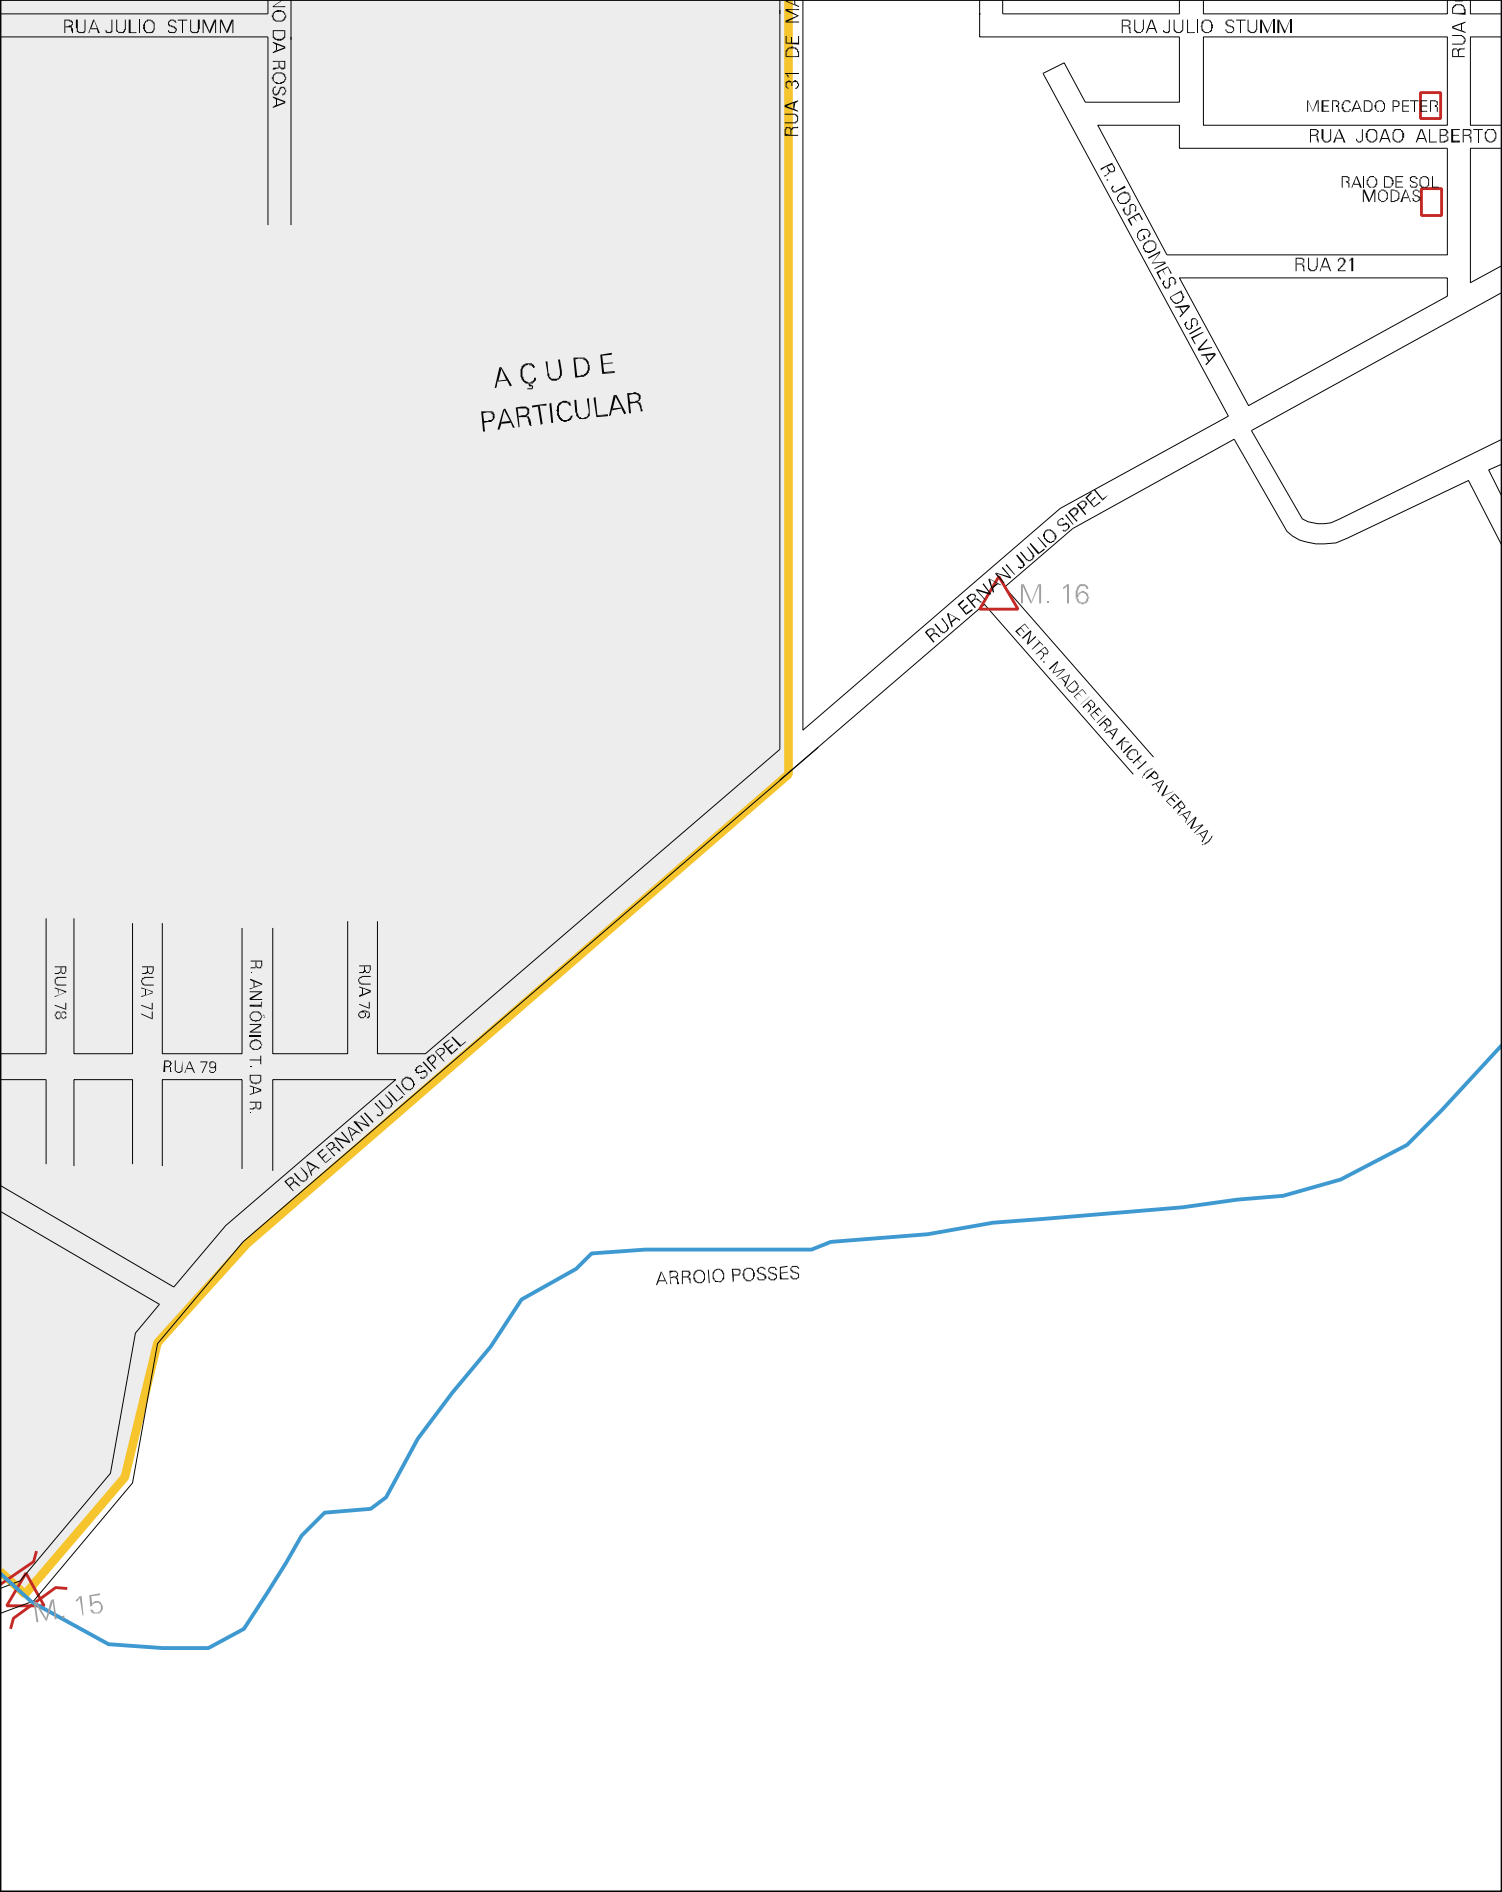 RUA JULIO STUMM
NO DA ROSA
RUA 31 DE MA
RUA JULIO STUMM
RUA D
MERCADO PETER
RUA JOAO ALBERTO
R. JOSE GOMES DA SILVA
RAIO DE SOL
MODAS
RUA 21
AÇUDE
PARTICULAR
RUA ERNANI JULIO SIPPEL
M. 16
ENTR. MADEIREIRA KICH (PAVERAMA)
RUA 78
RUA 77
R. ANTÔNIO T. DA R.
RUA 76
RUA 79
RUA ERNANI JULIO SIPPEL
ARROIO POSSES
M. 15